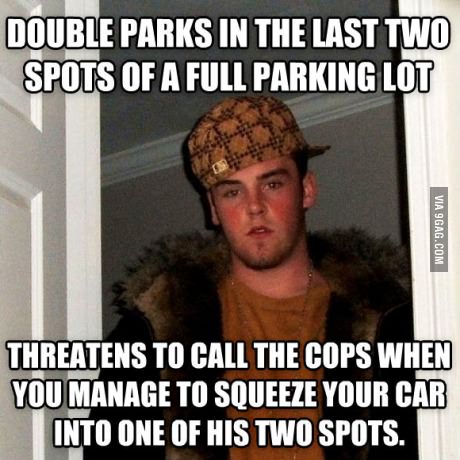 DOUBLE PARKS IN THE LAST TWO
SPOTS OF A FULL PARKING LOT
VIA 9GAG.COM
THREATENS TO CALL THE COPS WHEN
YOU MANAGE TO SQUEEZE YOUR CAR
INTO ONE OF HIS TWO SPOTS.